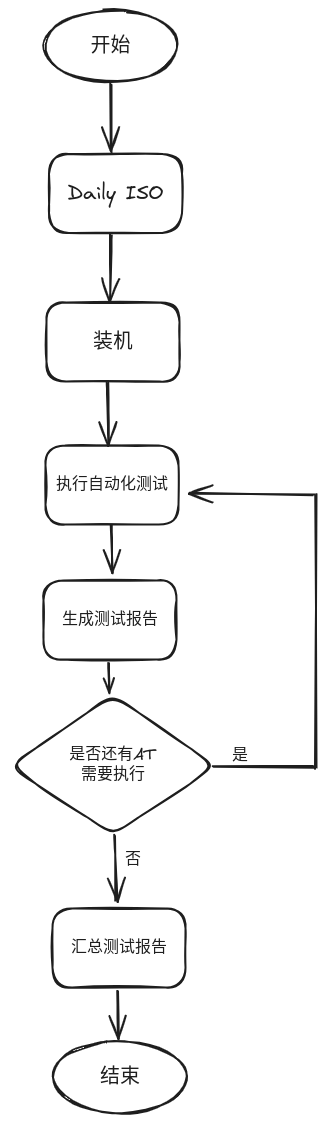 开始
Daily ISO
装机
执行自动化测试
生成测试报告
是否还有AT
需要执行
是
否
汇总测试报告
结束